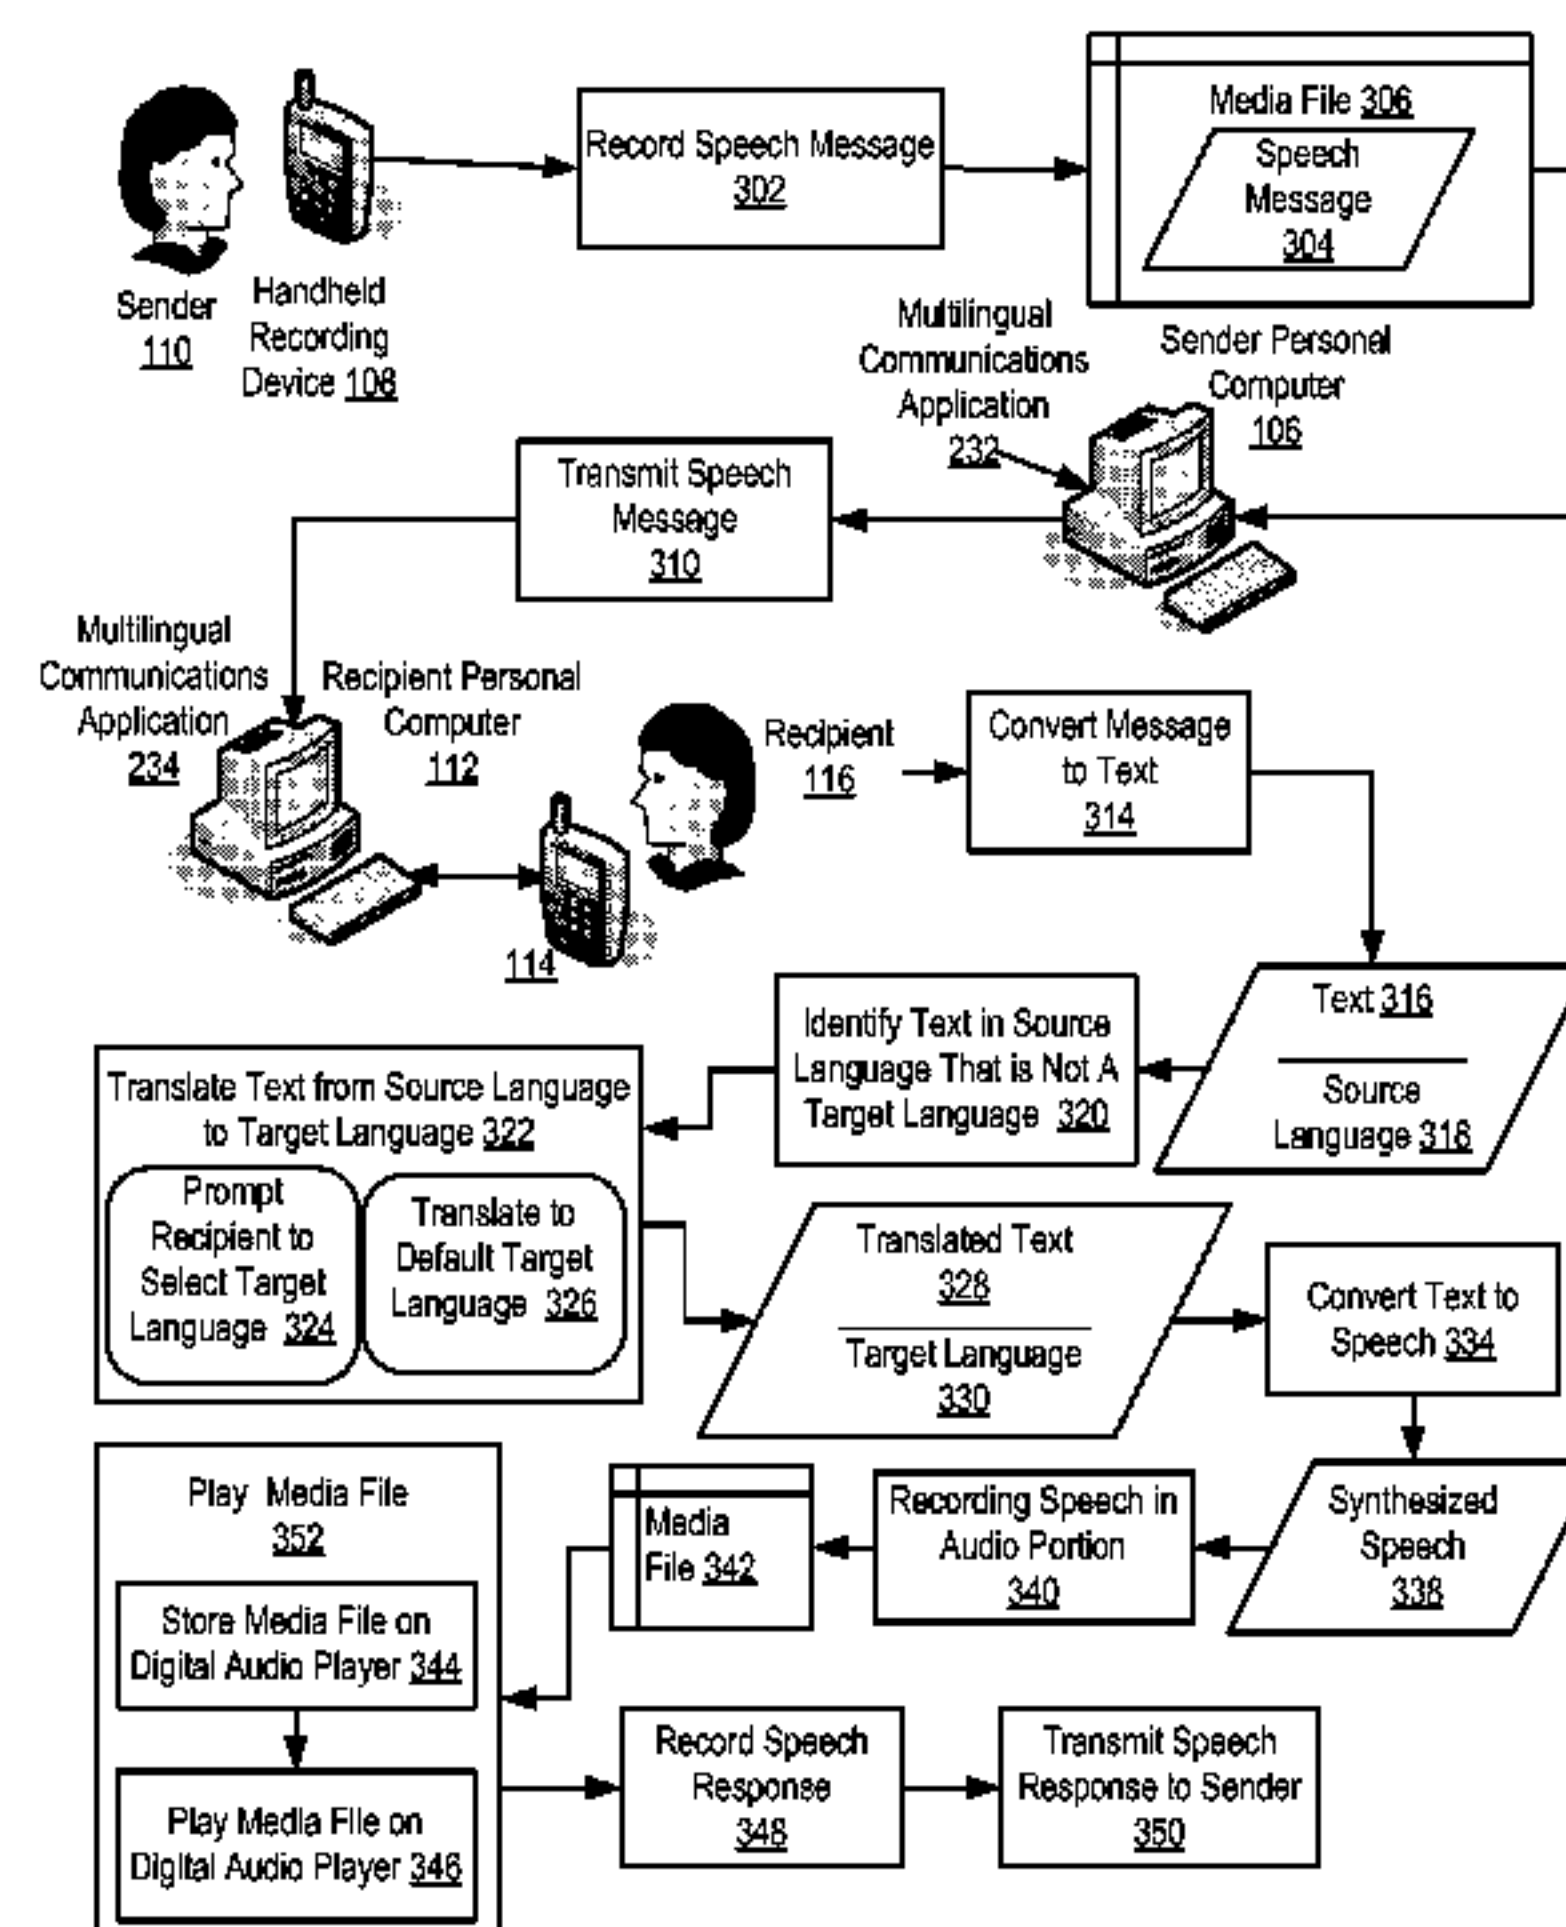 Media File 306
Speech
Message
304
Record Speech Message
302
Sender
110
Handheld
Recording
Device 108
Multilingual
Communications
Application
232
Sender Personal
Computer
106
Transmit Speech
Message
310
Multilingual
Communications
Application
234
Recipient Personal
Computer
112
114
Recipient
116
Convert Message
to Text
314
Text 316
Source
Language 318
Identify Text in Source
Language That is Not A
Target Language 320
Translate Text from Source Language
to Target Language 322
Prompt
Recipient to
Select Target
Language 324
Translate to
Default Target
Language 326
Translated Text
328
Target Language
330
Convert Text to
Speech 334
Synthesized
Speech
338
Recording Speech in
Audio Portion
340
Media
File 342
Play Media File
352
Store Media File on
Digital Audio Player 344
Play Media File on
Digital Audio Player 346
Record Speech
Response
348
Transmit Speech
Response to Sender
350